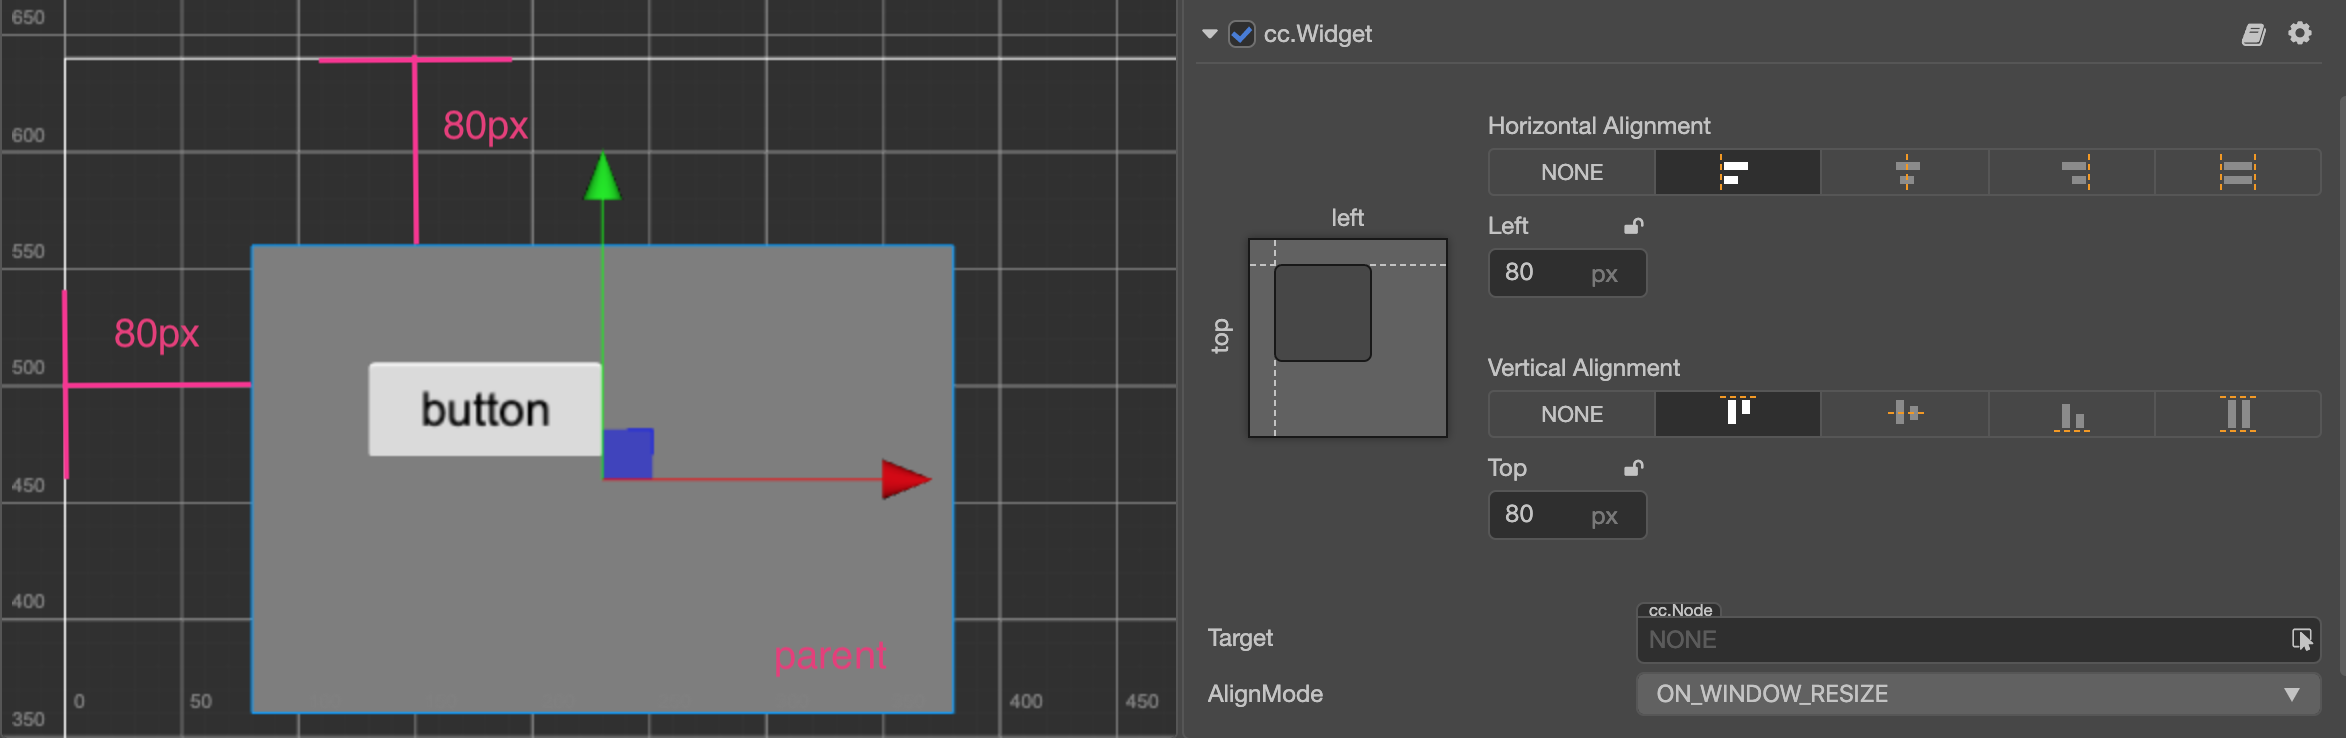 650
600
550
500
450
400
350
0
50
400
450
80px
80px
button
parent
cc.Widget
Horizontal Alignment
NONE
left
Left
80 px
top
Vertical Alignment
NONE
Top
80 px
cc.Node
Target
NONE
AlignMode
ON_WINDOW_RESIZE